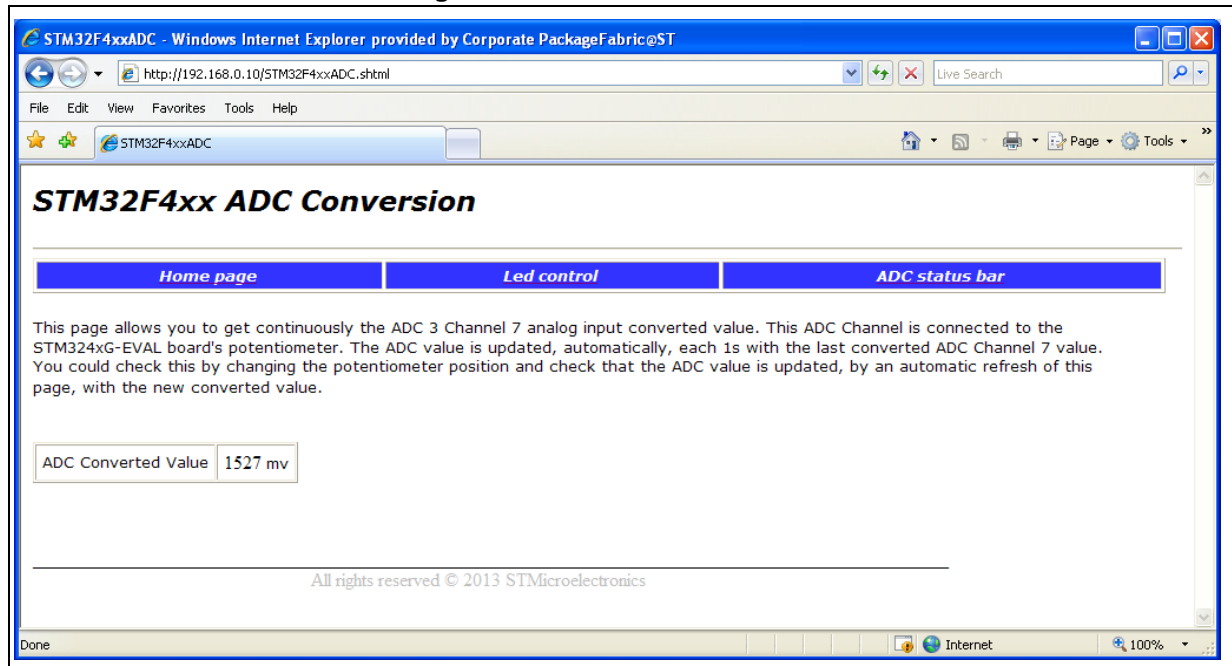 STM32F4xxADC - Windows Internet Explorer provided by Corporate PackageFabric@ST
http://192.168.0.10/STM32F4xxADC.shtml
Live Search
File Edit View Favorites Tools Help
STM32F4xxADC
Page Tools
STM32F4xx ADC Conversion
Home page Led control ADC status bar
This page allows you to get continuously the ADC 3 Channel 7 analog input converted value. This ADC Channel is connected to the
STM324xG-EVAL board's potentiometer. The ADC value is updated, automatically, each 1s with the last converted ADC Channel 7 value.
You could check this by changing the potentiometer position and check that the ADC value is updated, by an automatic refresh of this
page, with the new converted value.
ADC Converted Value 1527 mv
All rights reserved © 2013 STMicroelectronics
Done Internet 100%